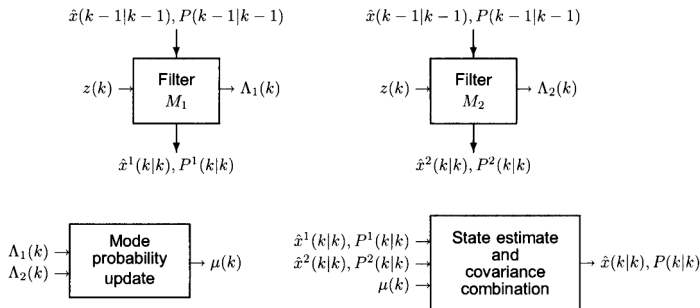 x̂(k−1|k−1), P(k−1|k−1)
x̂(k−1|k−1), P(k−1|k−1)
z(k)
Filter
M₁
Λ₁(k)
z(k)
Filter
M₂
Λ₂(k)
x̂¹(k|k), P¹(k|k)
x̂²(k|k), P²(k|k)
Λ₁(k)
Λ₂(k)
Mode
probability
update
μ(k)
x̂¹(k|k), P¹(k|k)
x̂²(k|k), P²(k|k)
μ(k)
State estimate
and
covariance
combination
x̂(k|k), P(k|k)